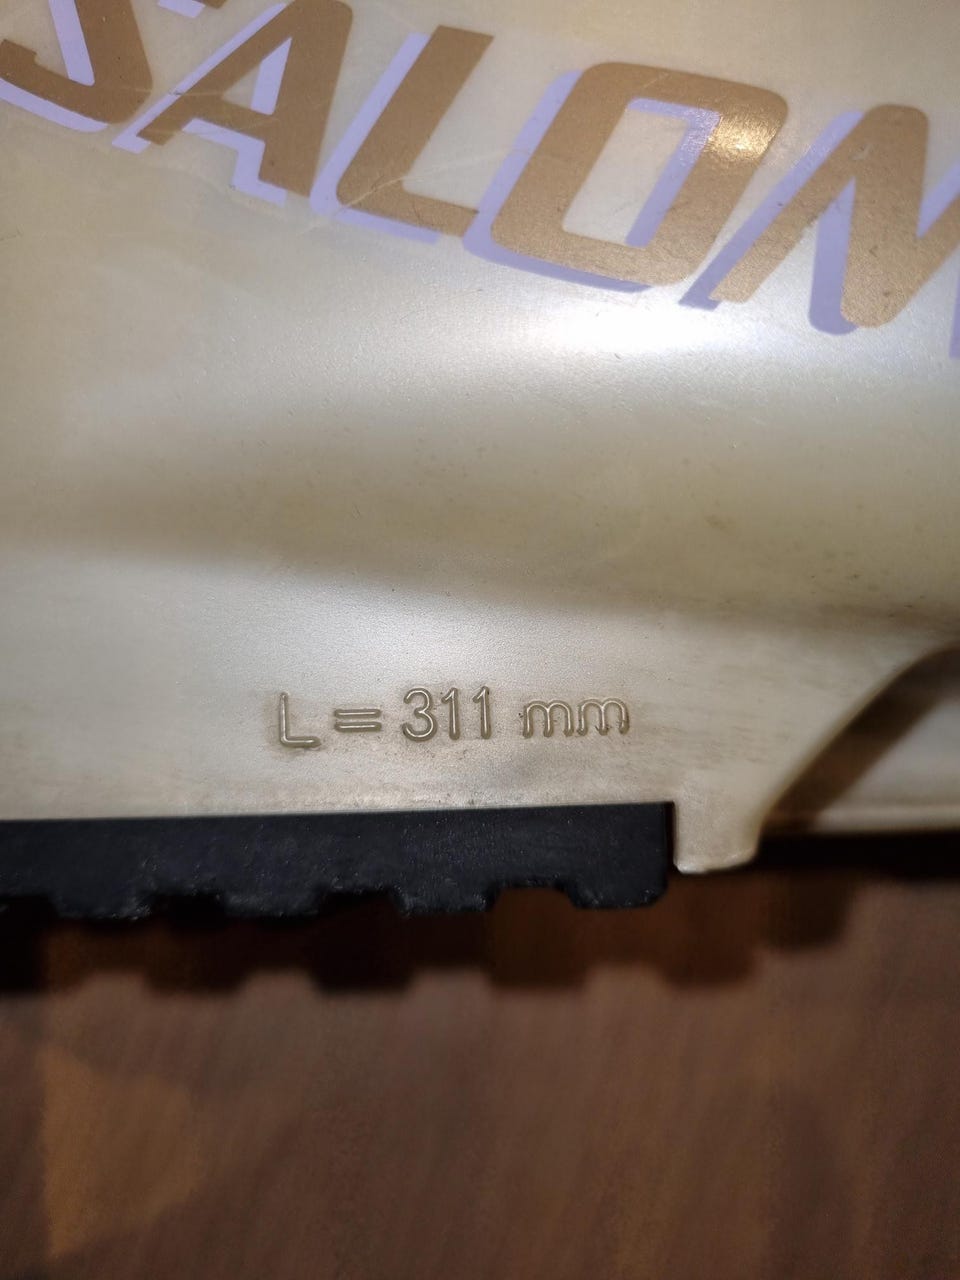 SALOM
L = 311 mm